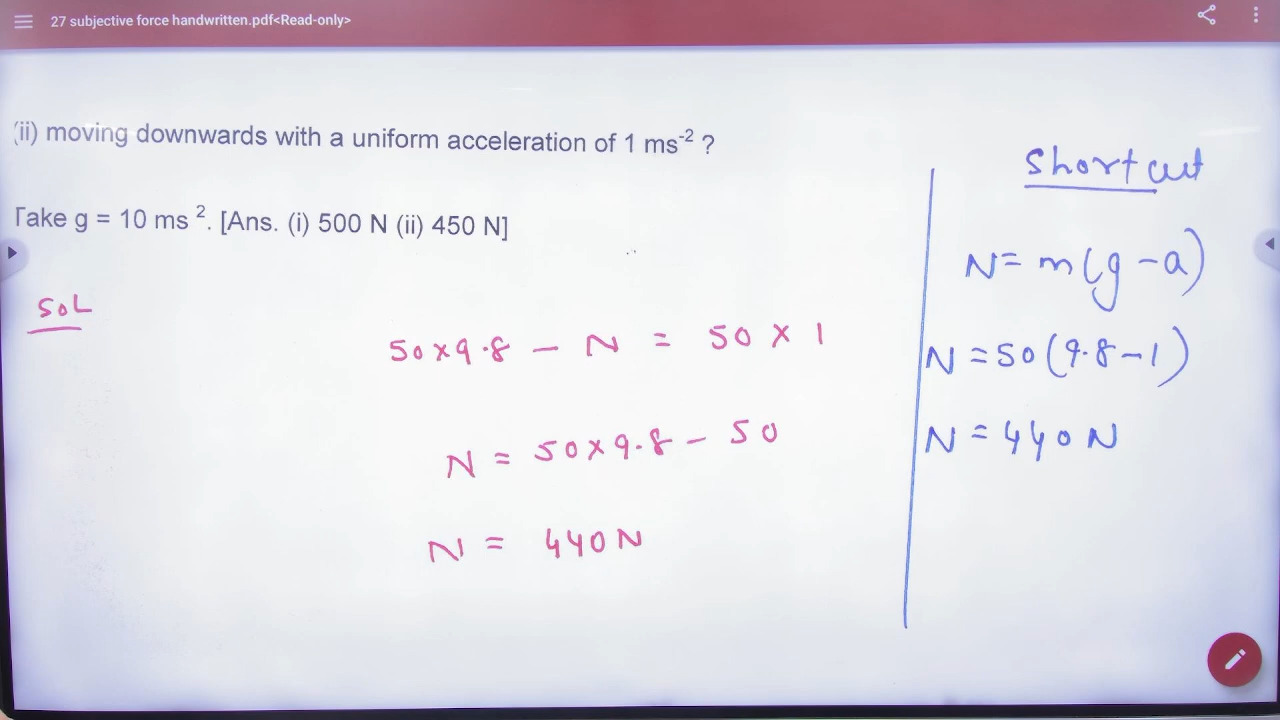 27 subjective force handwritten.pdf<Read-only>
(ii) moving downwards with a uniform acceleration of 1 ms⁻² ?
Take g = 10 ms ². [Ans. (i) 500 N (ii) 450 N]
SOL
50×9.8 – N = 50 × 1
N = 50×9.8 – 50
N = 440N
Shortcut
N = m(g – a)
N = 50(9.8 – 1)
N = 440 N